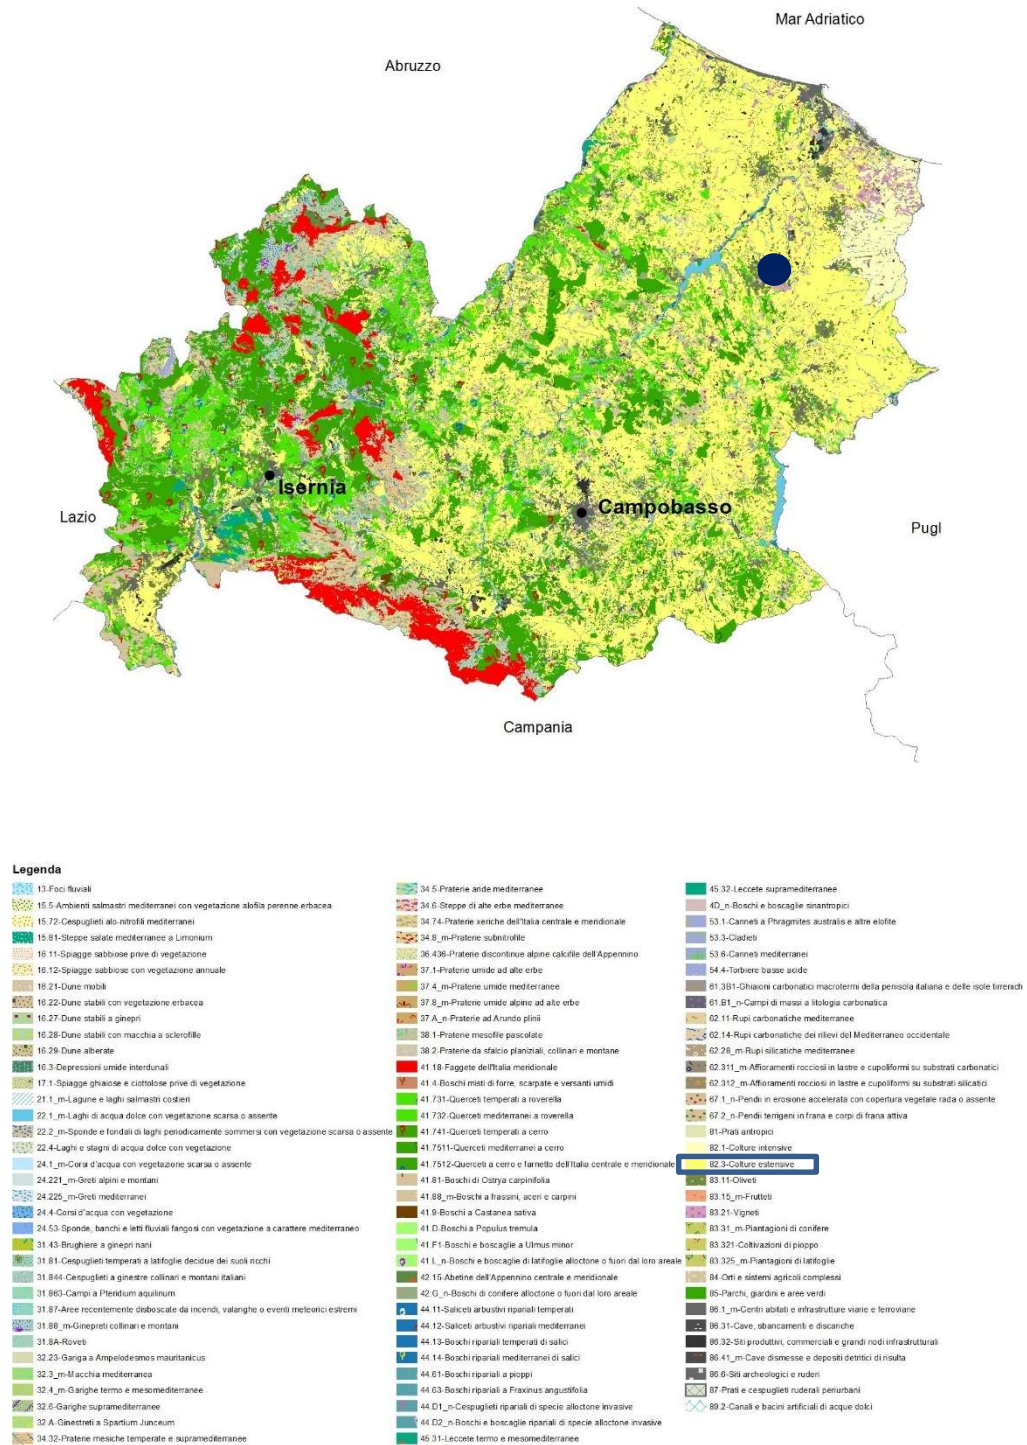 Mar Adriatico
Abruzzo
Isernia
Campobasso
Lazio
Pugl
Campania
Legenda
13-Foci fluviali
15.5-Ambienti salmastri mediterranei con vegetazione alofila perenne erbacea
15.72-Cespuglieti alo-nitrofili mediterranei
15.81-Steppe salate mediterranee a Limonium
16.11-Spiagge sabbiose prive di vegetazione
16.12-Spiagge sabbiose con vegetazione annuale
16.21-Dune mobili
16.22-Dune stabili con vegetazione erbacea
16.27-Dune stabili a ginepri
16.28-Dune stabili con macchia a sclerofille
16.29-Dune alberate
16.3-Depressioni umide interdunali
17.1-Spiagge ghiaiose e ciottolose prive di vegetazione
21.1_m-Lagune e laghi salmastri costieri
22.1_m-Laghi di acqua dolce con vegetazione scarsa o assente
22.2_m-Sponde e fondali di laghi periodicamente sommersi con vegetazione scarsa o assente
22.4-Laghi e stagni di acqua dolce con vegetazione
24.1_m-Corsi d'acqua con vegetazione scarsa o assente
24.221_m-Greti alpini e montani
24.225_m-Greti mediterranei
24.4-Corsi d'acqua con vegetazione
24.53-Sponde, banchi e letti fluviali fangosi con vegetazione a carattere mediterraneo
31.43-Brughiere a ginepri nani
31.81-Cespuglieti temperati a latifoglie decidue dei suoli ricchi
31.844-Cespuglieti a ginestre collinari e montani italiani
31.863-Campi a Pteridium aquilinum
31.87-Aree recentemente disboscate da incendi, valanghe o eventi meteorici estremi
31.88_m-Ginepreti collinari e montani
31.8A-Roveti
32.23-Gariga a Ampelodesmos mauritanicus
32.3_m-Macchia mediterranea
32.4_m-Garighe termo e mesomediterranee
32.6-Garighe supramediterranee
32.A-Ginestreti a Spartium Junceum
34.32-Praterie mesiche temperate e supramediterranee
34.5-Praterie aride mediterranee
34.6-Steppe di alte erbe mediterranee
34.74-Praterie xeriche dell'Italia centrale e meridionale
34.8_m-Praterie subnitrofile
36.436-Praterie discontinue alpine calcifile dell'Appennino
37.1-Praterie umide ad alte erbe
37.4_m-Praterie umide mediterranee
37.8_m-Praterie umide alpine ad alte erbe
37.A_n-Praterie ad Arundo plinii
38.1-Praterie mesofile pascolate
38.2-Praterie da sfalcio planiziali, collinari e montane
41.18-Faggete dell'Italia meridionale
41.4-Boschi misti di forre, scarpate e versanti umidi
41.731-Querceti temperati a roverella
41.732-Querceti mediterranei a roverella
41.741-Querceti temperati a cerro
41.7511-Querceti mediterranei a cerro
41.7512-Querceti a cerro e farnetto dell'Italia centrale e meridionale
41.81-Boschi di Ostrya carpinifolia
41.88_m-Boschi a frassini, aceri e carpini
41.9-Boschi a Castanea sativa
41.D-Boschi a Populus tremula
41.F1-Boschi e boscaglie a Ulmus minor
41.L_n-Boschi e boscaglie di latifoglie alloctone o fuori dal loro areale
42.15-Abetine dell'Appennino centrale e meridionale
42.G_n-Boschi di conifere alloctone o fuori dal loro areale
44.11-Saliceti arbustivi ripariali temperati
44.12-Saliceti arbustivi ripariali mediterranei
44.13-Boschi ripariali temperati di salici
44.14-Boschi ripariali mediterranei di salici
44.61-Boschi ripariali a pioppi
44.63-Boschi ripariali a Fraxinus angustifolia
44.D1_n-Cespuglieti ripariali di specie alloctone invasive
44.D2_n-Boschi e boscaglie ripariali di specie alloctone invasive
45.31-Leccete termo e mesomediterranee
45.32-Leccete supramediterranee
4D_n-Boschi e boscaglie sinantropici
53.1-Canneti a Phragmites australis e altre elofite
53.3-Cladieti
53.6-Canneti mediterranei
54.4-Torbiere basse acide
61.3B1-Ghiaioni carbonatici macrotermi della penisola italiana e delle isole tirrenich
61.B1_n-Campi di massi a litologia carbonatica
62.11-Rupi carbonatiche mediterranee
62.14-Rupi carbonatiche dei rilievi del Mediterraneo occidentale
62.28_m-Rupi silicatiche mediterranee
62.311_m-Affioramenti rocciosi in lastre e cupoliformi su substrati carbonatici
62.312_m-Affioramenti rocciosi in lastre e cupoliformi su substrati silicatici
67.1_n-Pendii in erosione accelerata con copertura vegetale rada o assente
67.2_n-Pendii terrigeni in frana e corpi di frana attiva
81-Prati antropici
82.1-Colture intensive
82.3-Colture estensive
83.11-Oliveti
83.15_m-Frutteti
83.21-Vigneti
83.31_m-Piantagioni di conifere
83.321-Coltivazioni di pioppo
83.325_m-Piantagioni di latifoglie
84-Orti e sistemi agricoli complessi
85-Parchi, giardini e aree verdi
86.1_m-Centri abitati e infrastrutture viarie e ferroviarie
86.31-Cave, sbancamenti e discariche
86.32-Siti produttivi, commerciali e grandi nodi infrastrutturali
86.41_m-Cave dismesse e depositi detritici di risulta
86.6-Siti archeologici e ruderi
87-Prati e cespuglieti ruderali periurbani
89.2-Canali e bacini artificiali di acque dolci